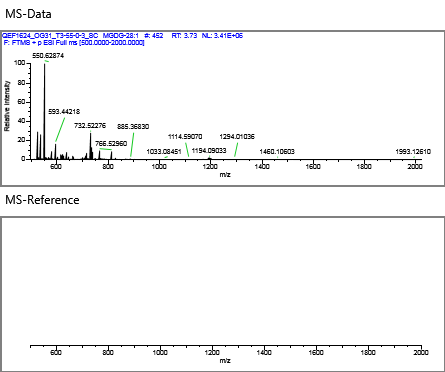 MS-Data
QEF1624_OG31_T3-55-0-3_SC MGDG-28:1 #: 452 RT: 3.73 NL: 3.41E+06
F: FTMS + p ESI Full ms [500.0000-2000.0000]
550.62874
100
80
60
40
20
0
Relative Intensity
593.44218
732.52276
766.52960
885.36830
1033.08451
1114.59070
1194.09033
1294.01036
1460.10603
1993.12610
600 800 1000 1200 1400 1600 1800 2000
m/z
MS-Reference
600 800 1000 1200 1400 1600 1800 2000
m/z